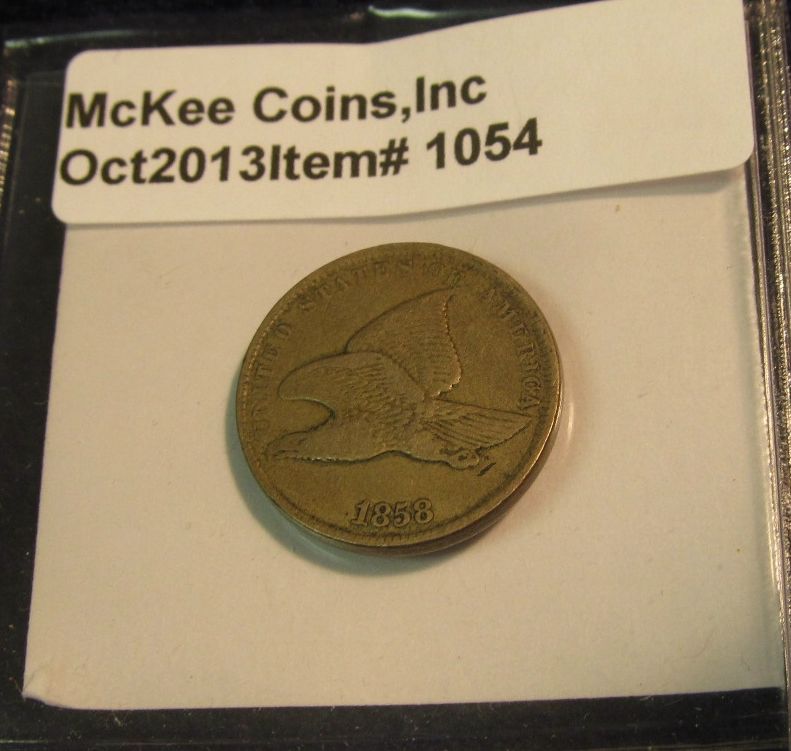 McKee Coins,Inc
Oct2013Item# 1054
UNITED STATES OF AMERICA
1858